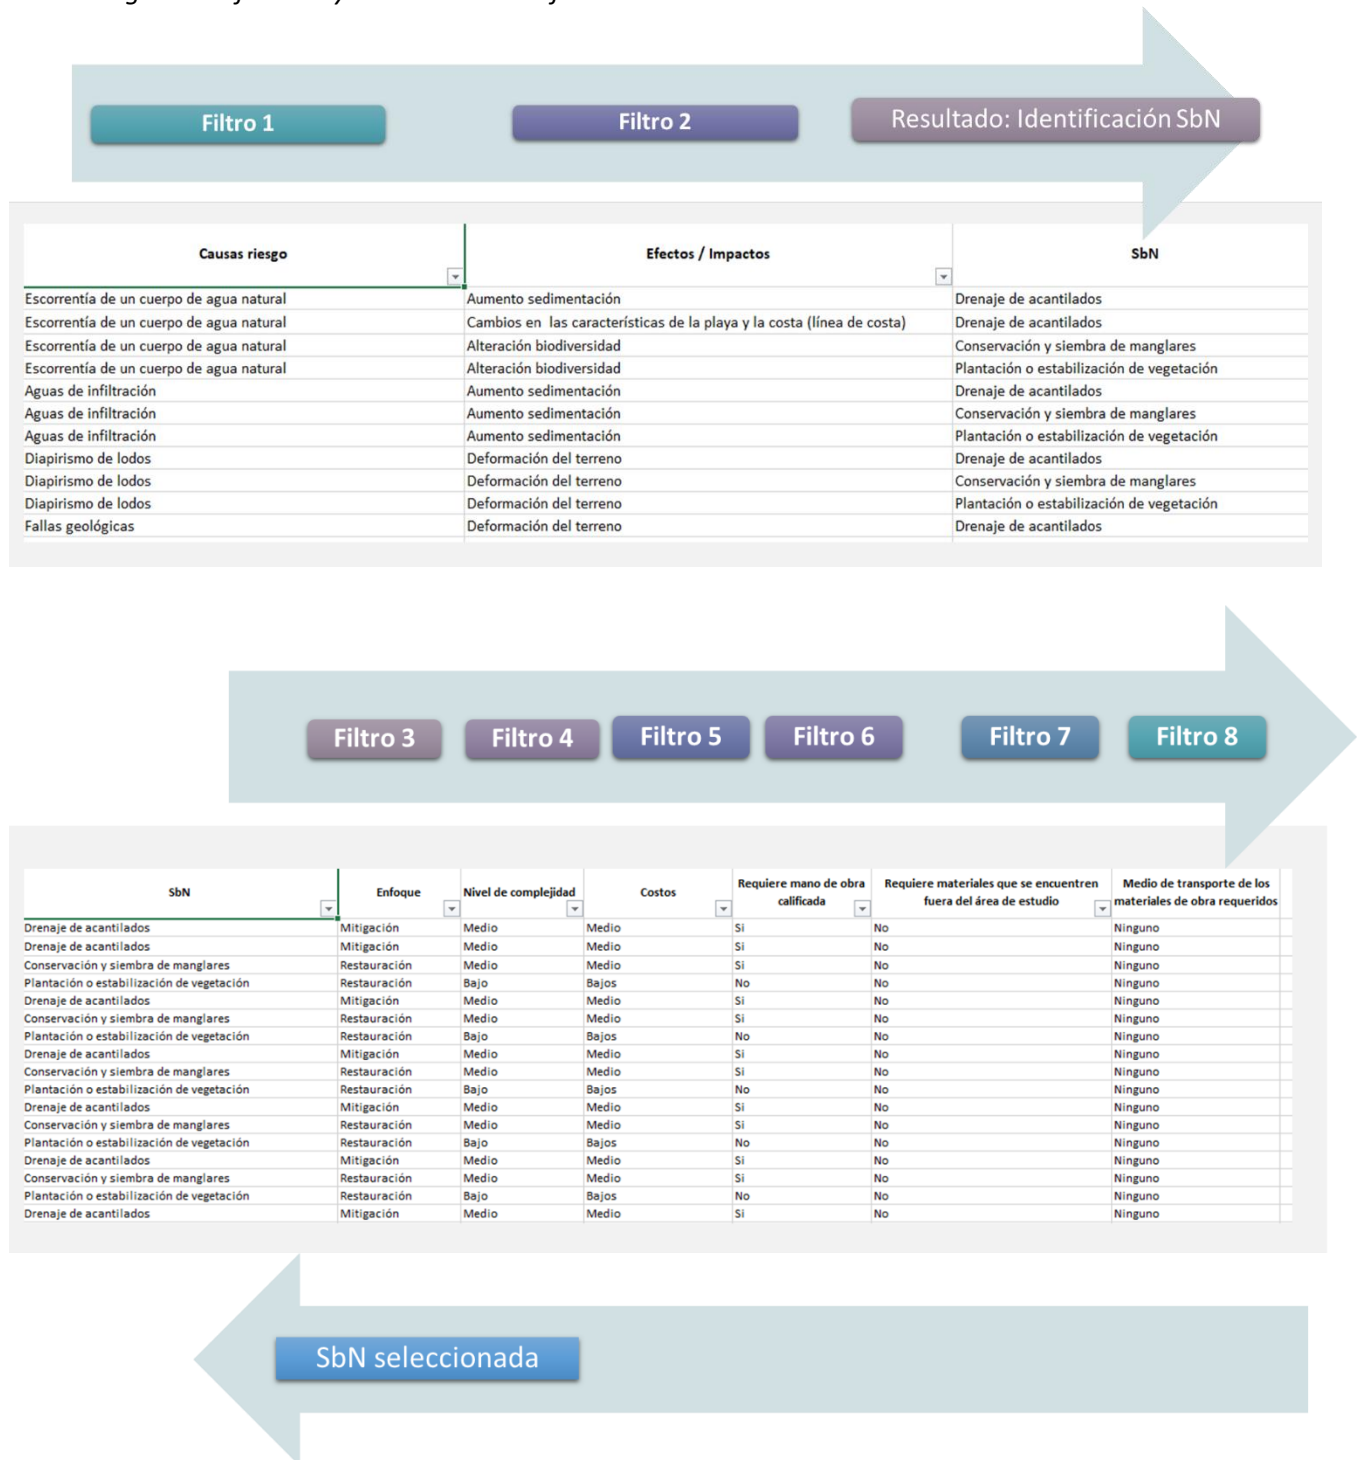 Filtro 1 Filtro 2 Resultado: Identificación SbN
Causas riesgo Efectos / Impactos SbN
Escorrentía de un cuerpo de agua natural Aumento sedimentación Drenaje de acantilados
Escorrentía de un cuerpo de agua natural Cambios en las características de la playa y la costa (línea de costa) Drenaje de acantilados
Escorrentía de un cuerpo de agua natural Alteración biodiversidad Conservación y siembra de manglares
Escorrentía de un cuerpo de agua natural Alteración biodiversidad Plantación o estabilización de vegetación
Aguas de infiltración Aumento sedimentación Drenaje de acantilados
Aguas de infiltración Aumento sedimentación Conservación y siembra de manglares
Aguas de infiltración Aumento sedimentación Plantación o estabilización de vegetación
Diapirismo de lodos Deformación del terreno Drenaje de acantilados
Diapirismo de lodos Deformación del terreno Conservación y siembra de manglares
Diapirismo de lodos Deformación del terreno Plantación o estabilización de vegetación
Fallas geológicas Deformación del terreno Drenaje de acantilados
Filtro 3 Filtro 4 Filtro 5 Filtro 6 Filtro 7 Filtro 8
SbN Enfoque Nivel de complejidad Costos Requiere mano de obra calificada Requiere materiales que se encuentren fuera del área de estudio Medio de transporte de los materiales de obra requeridos
Drenaje de acantilados Mitigación Medio Medio Si No Ninguno
Drenaje de acantilados Mitigación Medio Medio Si No Ninguno
Conservación y siembra de manglares Restauración Medio Medio Si No Ninguno
Plantación o estabilización de vegetación Restauración Bajo Bajos No No Ninguno
Drenaje de acantilados Mitigación Medio Medio Si No Ninguno
Conservación y siembra de manglares Restauración Medio Medio Si No Ninguno
Plantación o estabilización de vegetación Restauración Bajo Bajos No No Ninguno
Drenaje de acantilados Mitigación Medio Medio Si No Ninguno
Conservación y siembra de manglares Restauración Medio Medio Si No Ninguno
Plantación o estabilización de vegetación Restauración Bajo Bajos No No Ninguno
Drenaje de acantilados Mitigación Medio Medio Si No Ninguno
Conservación y siembra de manglares Restauración Medio Medio Si No Ninguno
Plantación o estabilización de vegetación Restauración Bajo Bajos No No Ninguno
Drenaje de acantilados Mitigación Medio Medio Si No Ninguno
Conservación y siembra de manglares Restauración Medio Medio Si No Ninguno
Plantación o estabilización de vegetación Restauración Bajo Bajos No No Ninguno
Drenaje de acantilados Mitigación Medio Medio Si No Ninguno
SbN seleccionada